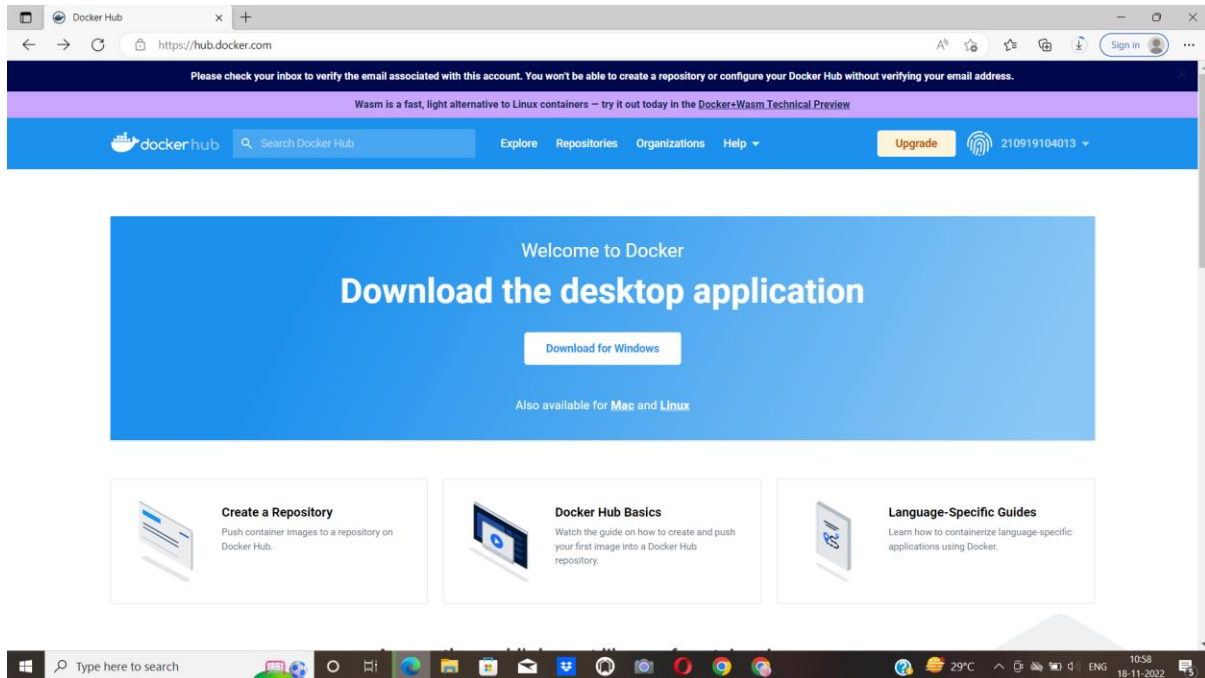 Docker Hub
https://hub.docker.com
Sign in
Please check your inbox to verify the email associated with this account. You won't be able to create a repository or configure your Docker Hub without verifying your email address.
Wasm is a fast, light alternative to Linux containers — try it out today in the Docker+Wasm Technical Preview
dockerhub
Search Docker Hub
Explore
Repositories
Organizations
Help
Upgrade
210919104013
Welcome to Docker
Download the desktop application
Download for Windows
Also available for Mac and Linux
Create a Repository
Push container images to a repository on
Docker Hub.
Docker Hub Basics
Watch the guide on how to create and push
your first image into a Docker Hub
repository.
Language-Specific Guides
Learn how to containerize language-specific
applications using Docker.
Type here to search
29°C
ENG
10:58
18-11-2022